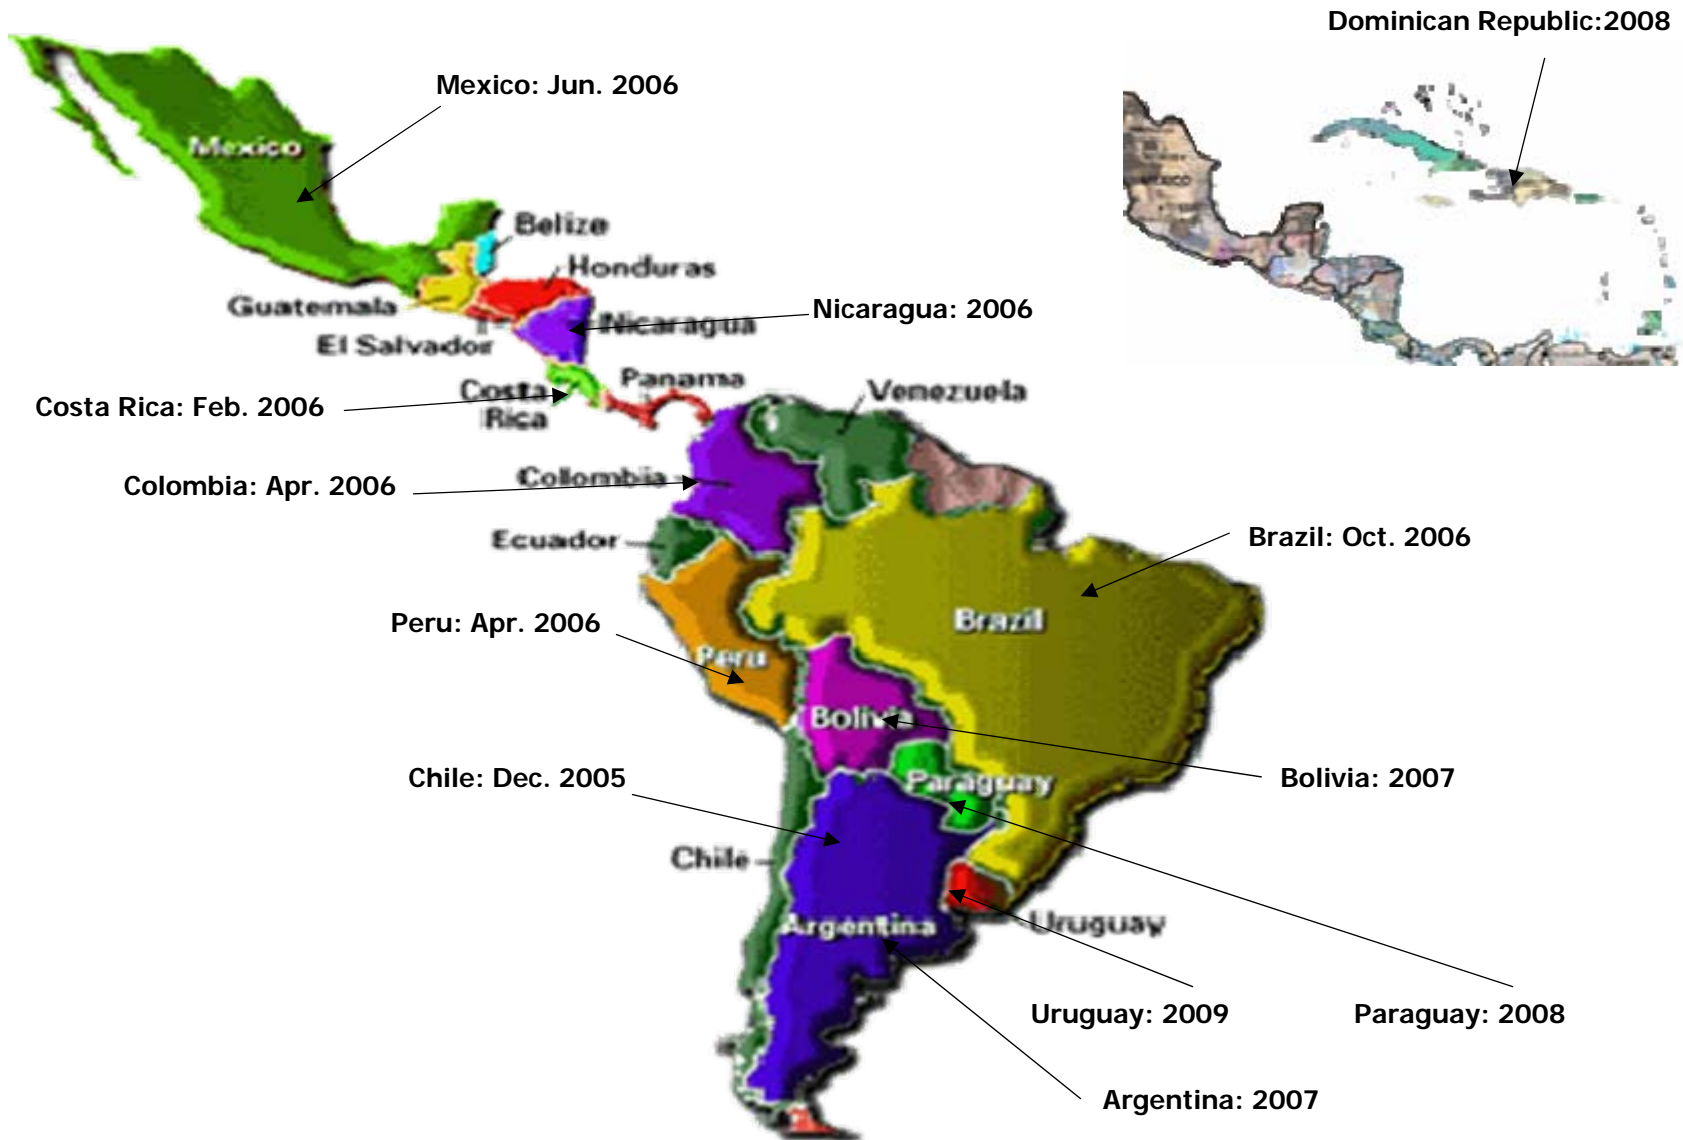 Dominican Republic:2008
Mexico: Jun. 2006
Mexico
MEXICO
Belize
Honduras
Guatemala
Nicaragua: 2006
Nicaragua
El Salvador
Panama
Costa
Rica
Venezuela
Costa Rica: Feb. 2006
Colombia
Colombia: Apr. 2006
Ecuador
Brazil: Oct. 2006
Peru: Apr. 2006
Brazil
Peru
Bolivia
Chile: Dec. 2005
Paraguay
Bolivia: 2007
Chile
Argentina
Uruguay
Uruguay: 2009
Paraguay: 2008
Argentina: 2007